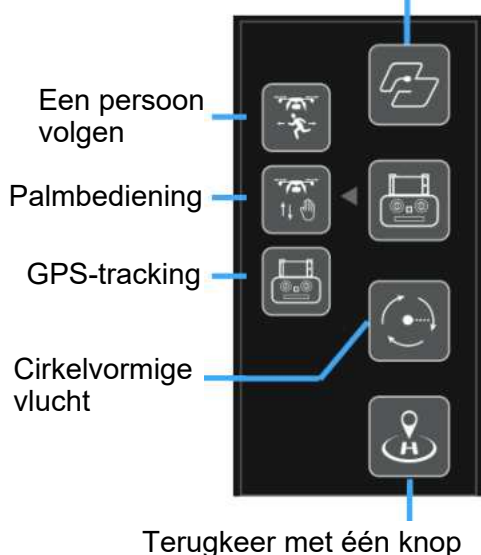 Een persoon
volgen
Palmbediening
GPS-tracking
Cirkelvormige
vlucht
H
Terugkeer met één knop